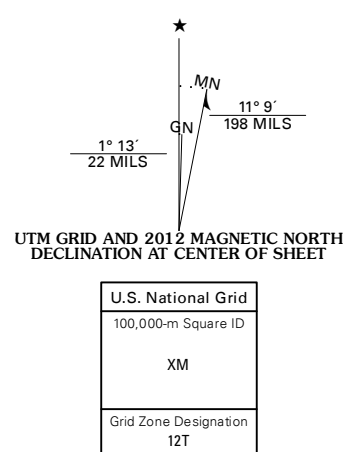 ★
MN
GN
11° 9´
198 MILS
1° 13´
22 MILS
UTM GRID AND 2012 MAGNETIC NORTH
DECLINATION AT CENTER OF SHEET
U.S. National Grid
100,000-m Square ID
XM
Grid Zone Designation
12T